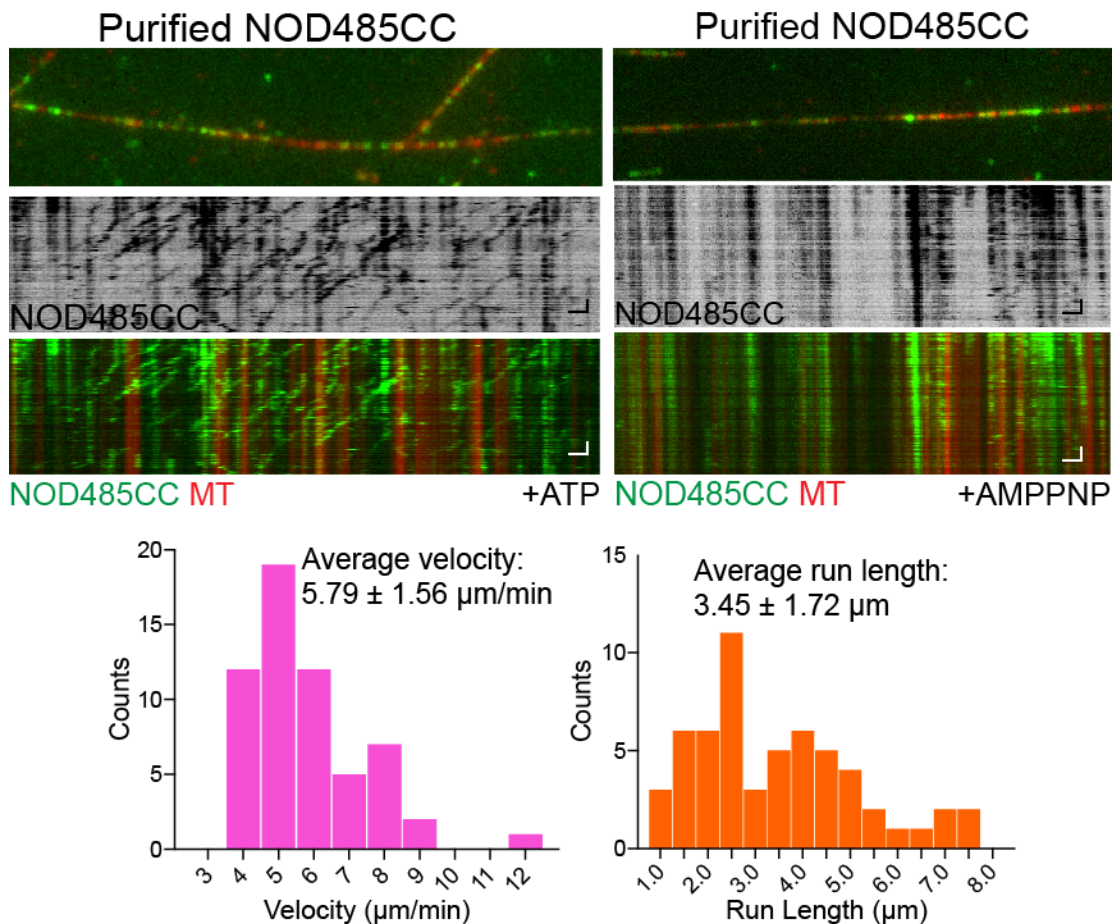 Purified NOD485CC
Purified NOD485CC
NOD485CC
NOD485CC
NOD485CC MT +ATP
NOD485CC MT +AMPPNP
Average velocity:
5.79 ± 1.56 µm/min
20
15
10
5
0
Counts
3 4 5 6 7 8 9 10 11 12
Velocity (µm/min)
Average run length:
3.45 ± 1.72 µm
15
10
5
0
Counts
1.0 2.0 3.0 4.0 5.0 6.0 7.0 8.0
Run Length (µm)